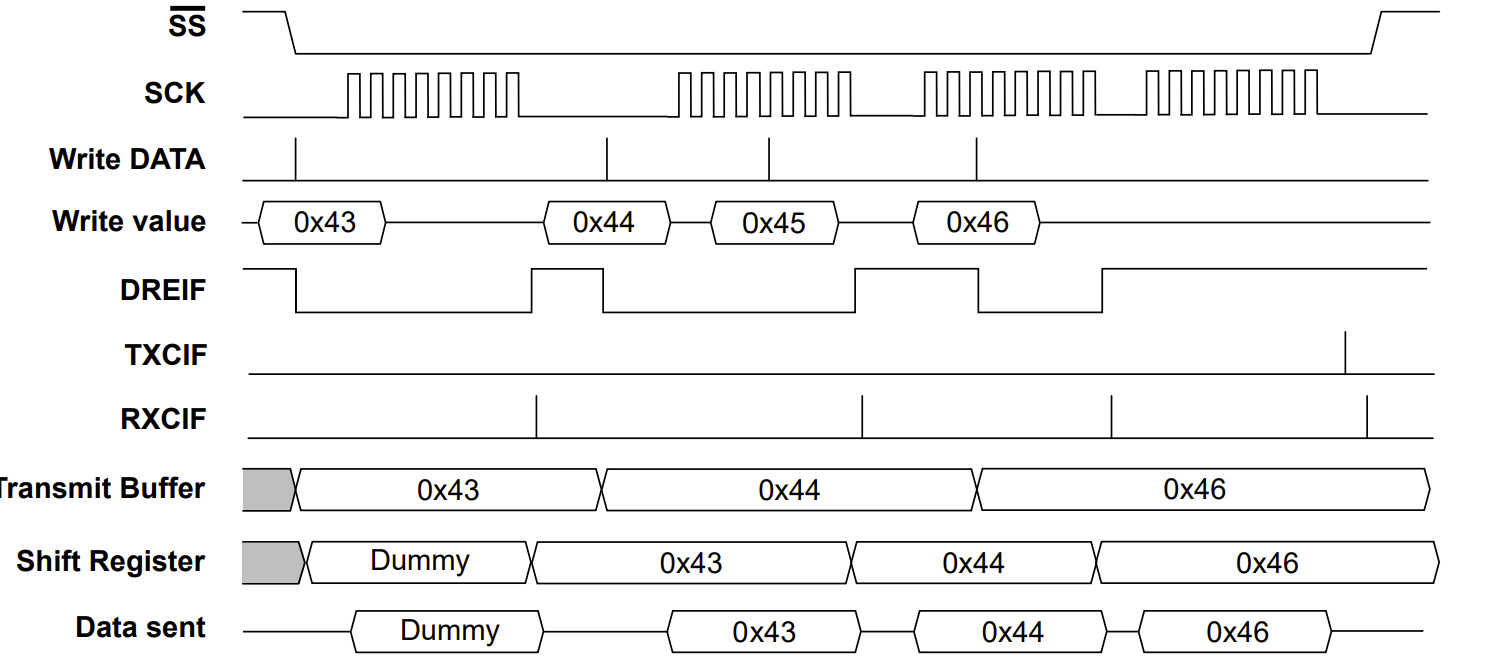 SS
SCK
Write DATA
Write value 0x43 0x44 0x45 0x46
DREIF
TXCIF
RXCIF
Transmit Buffer 0x43 0x44 0x46
Shift Register Dummy 0x43 0x44 0x46
Data sent Dummy 0x43 0x44 0x46